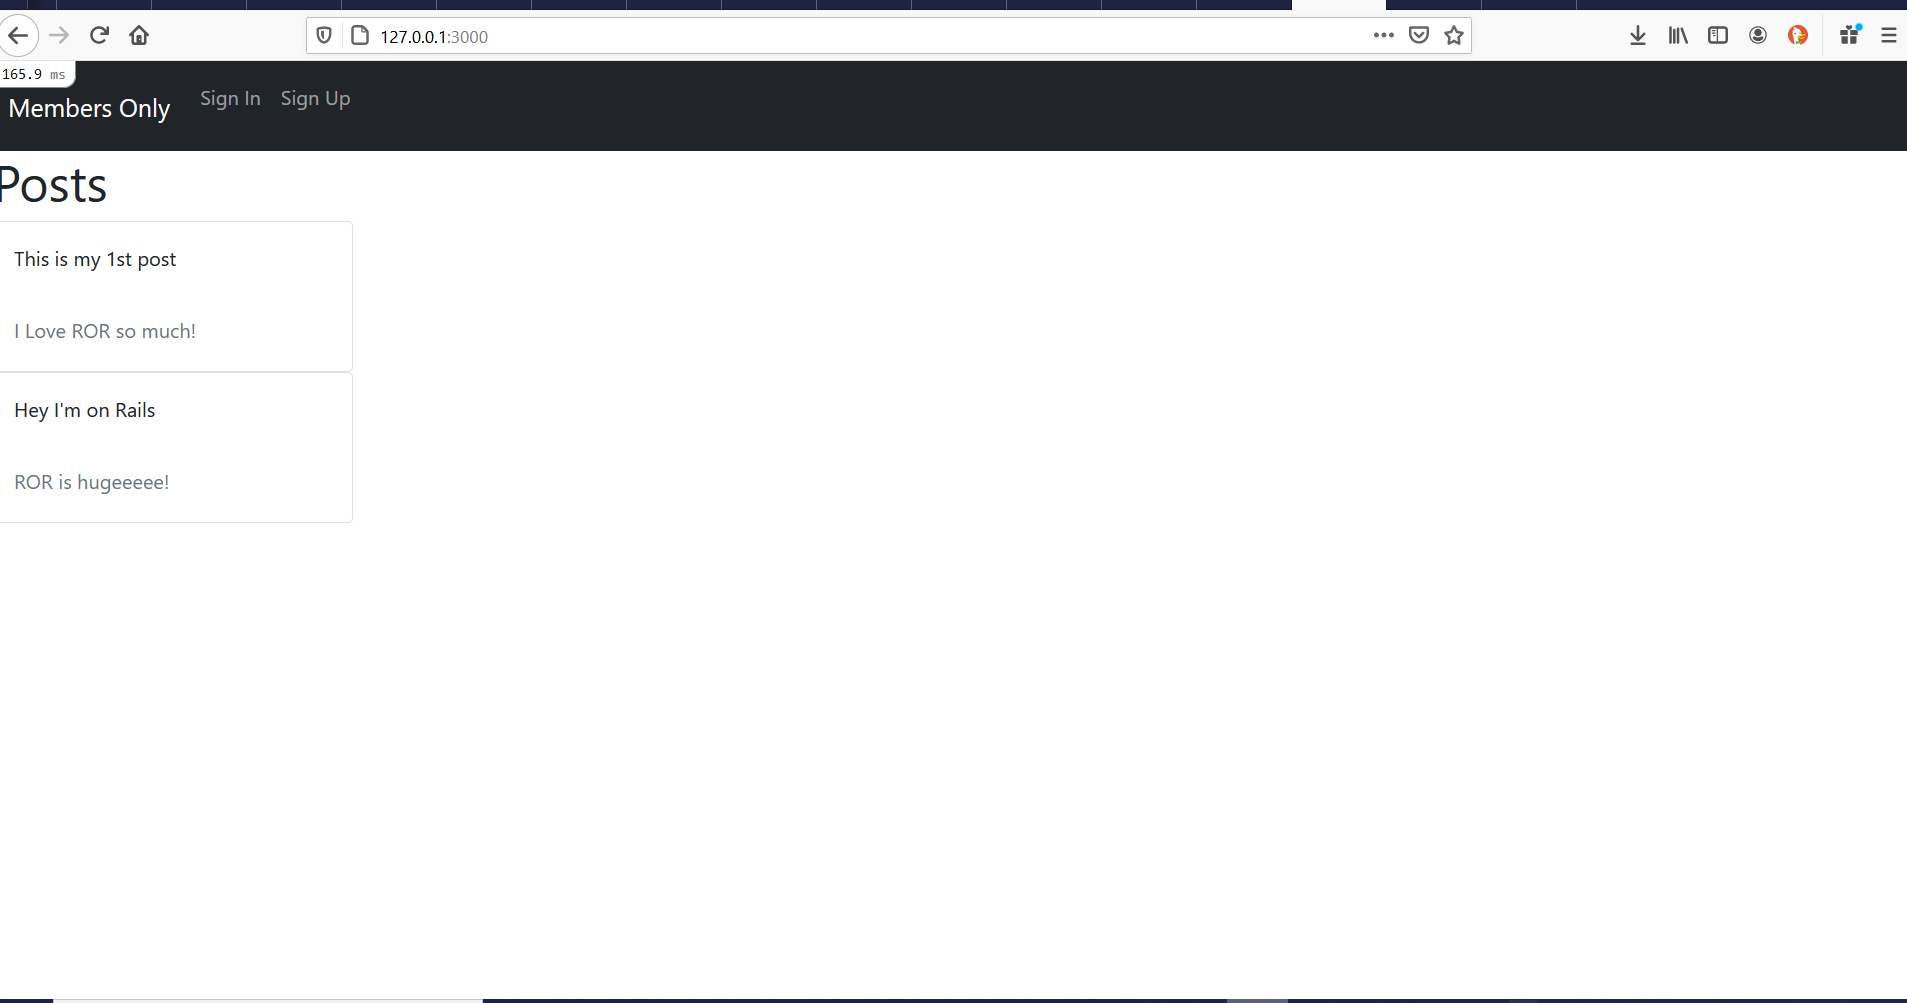 127.0.0.1:3000
165.9 ms
Members Only
Sign In
Sign Up
Posts
This is my 1st post
I Love ROR so much!
Hey I'm on Rails
ROR is hugeeeee!